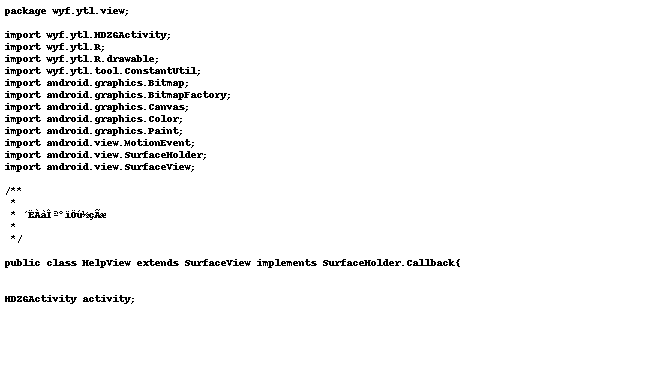 package wyf.ytl.view;
import wyf.ytl.HDZGActivity;
import wyf.ytl.R;
import wyf.ytl.R.drawable;
import wyf.ytl.tool.ConstantUtil;
import android.graphics.Bitmap;
import android.graphics.BitmapFactory;
import android.graphics.Canvas;
import android.graphics.Color;
import android.graphics.Paint;
import android.view.MotionEvent;
import android.view.SurfaceHolder;
import android.view.SurfaceView;
/**
*
* ´ËÀàΪ°ïÖú½çÃæ
*
*/
public class HelpView extends SurfaceView implements SurfaceHolder.Callback{
HDZGActivity activity;